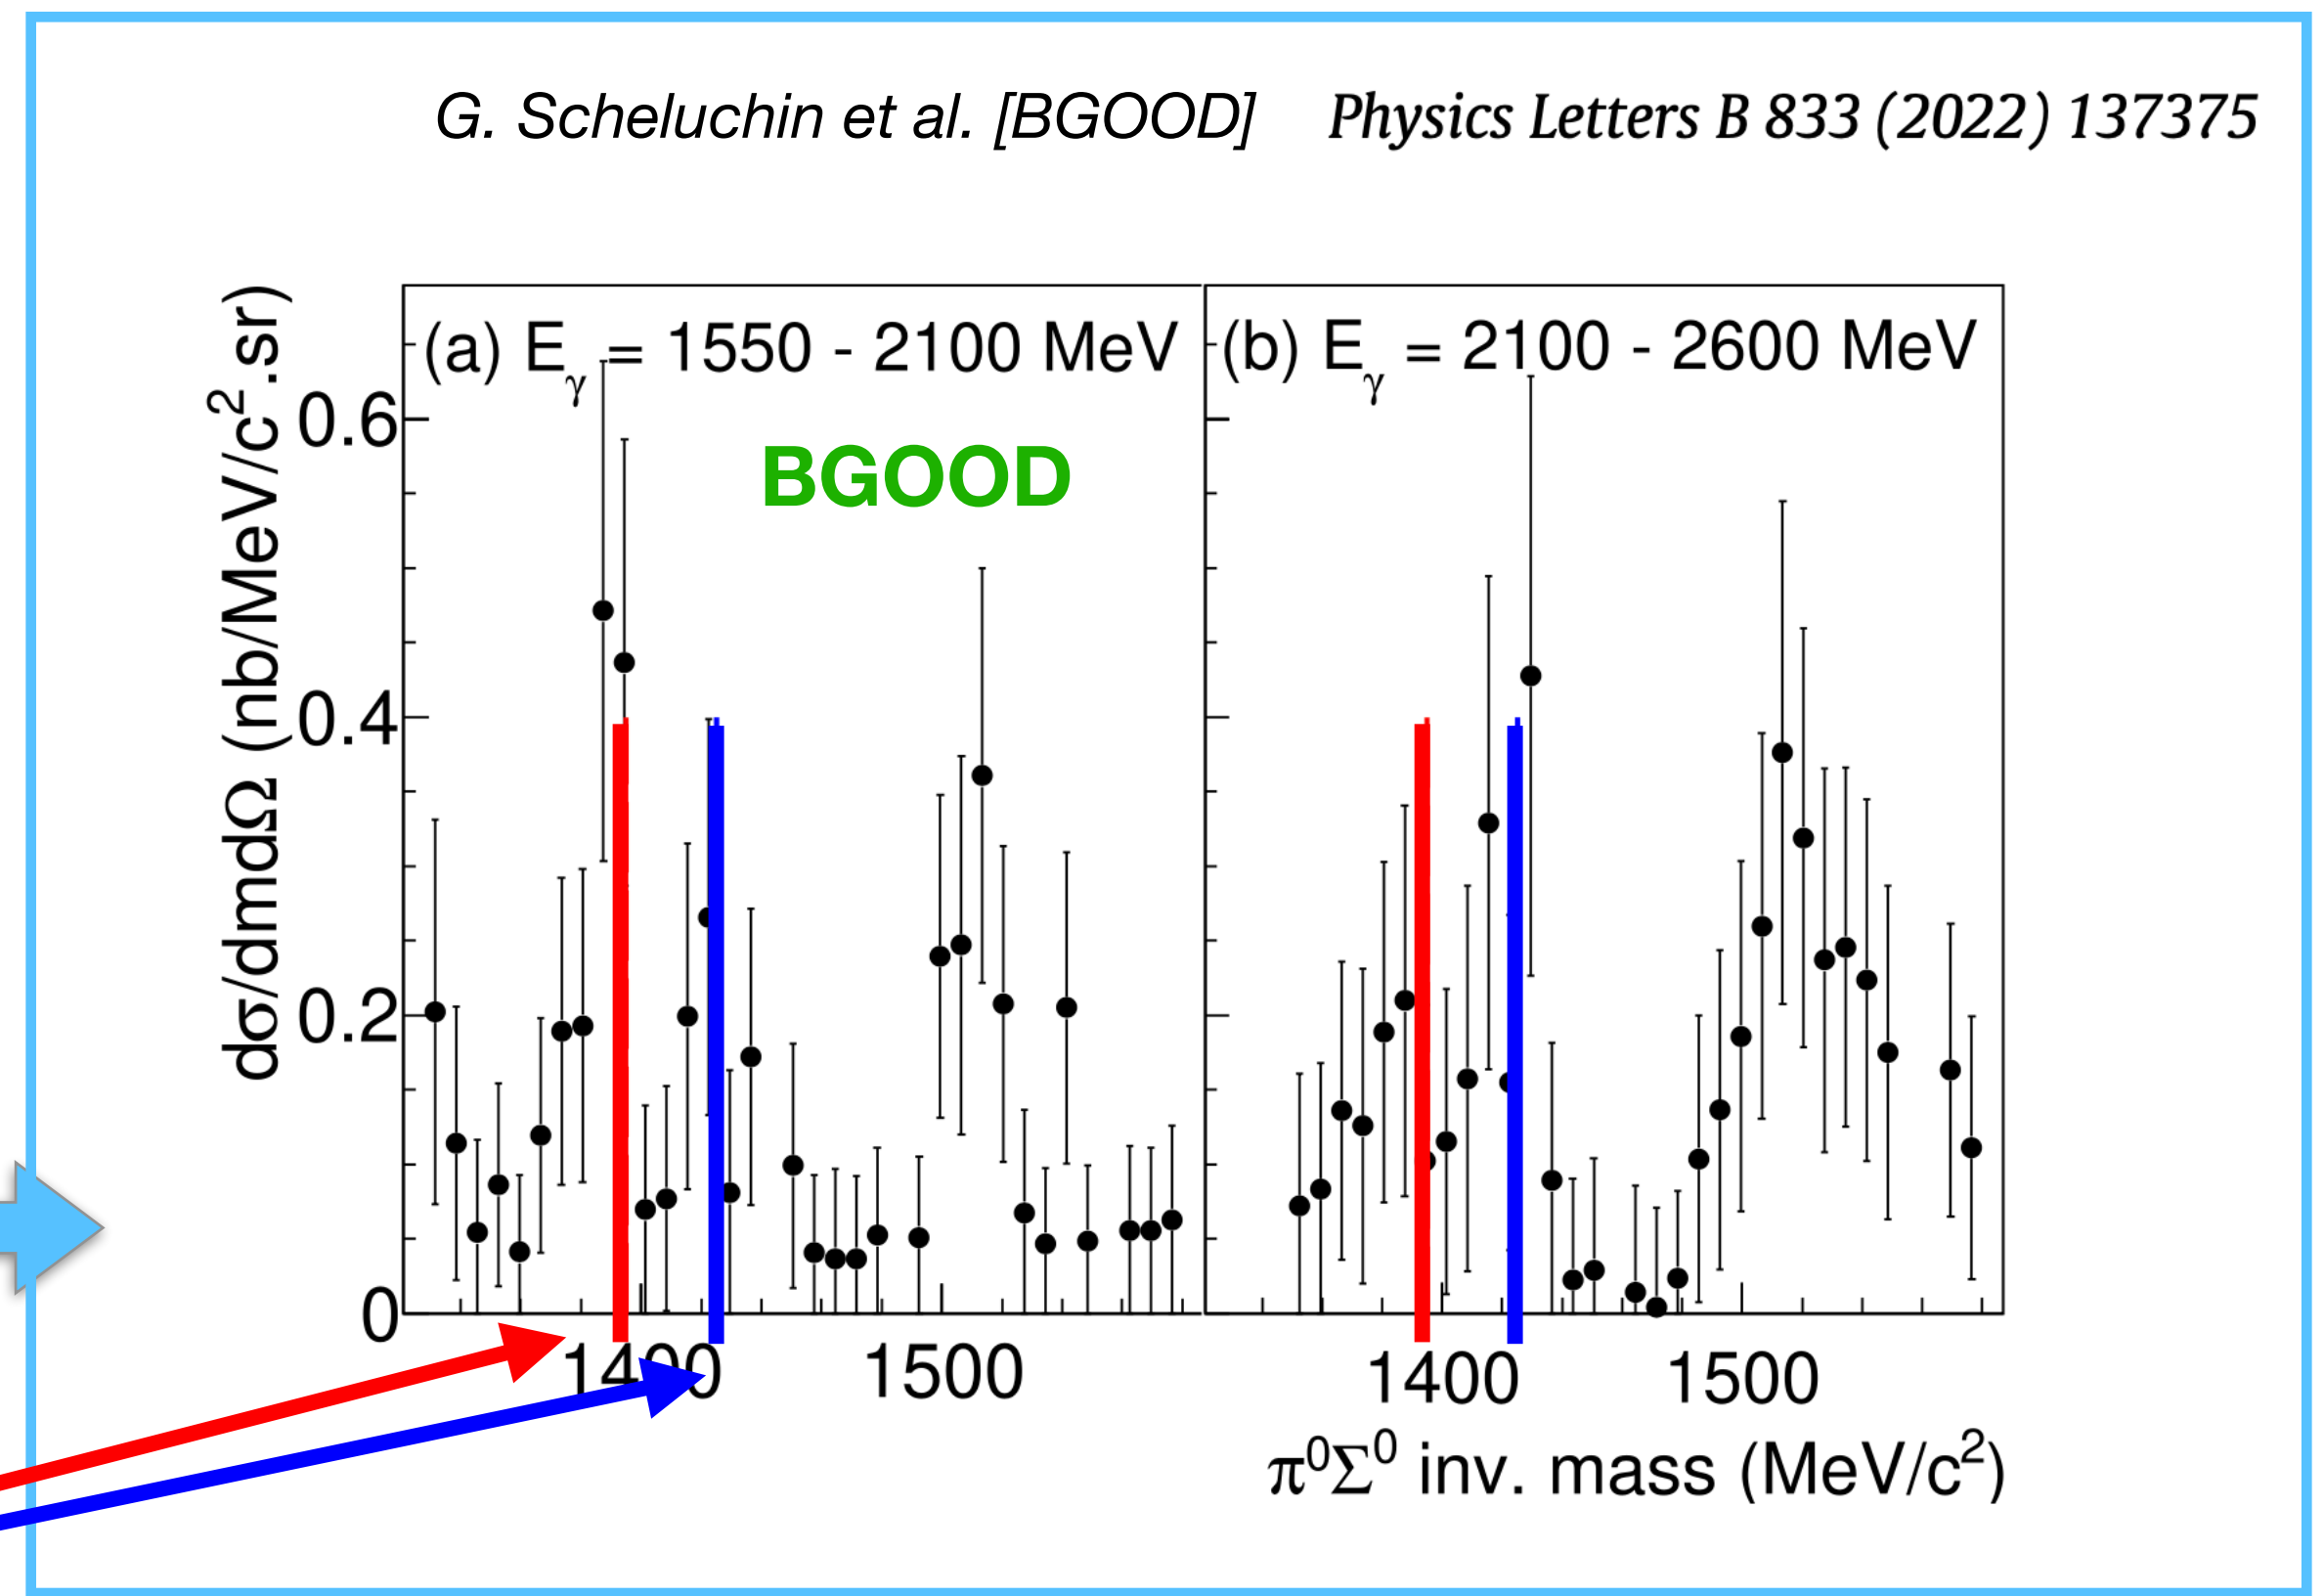 G. Scheluchin et al. [BGOOD] Physics Letters B 833 (2022) 137375
dσ/dmdΩ (nb/MeV/c².sr)
(a) Eγ = 1550 - 2100 MeV
(b) Eγ = 2100 - 2600 MeV
BGOOD
0.6
0.4
0.2
0
1400
1500
1400
1500
π⁰Σ⁰ inv. mass (MeV/c²)